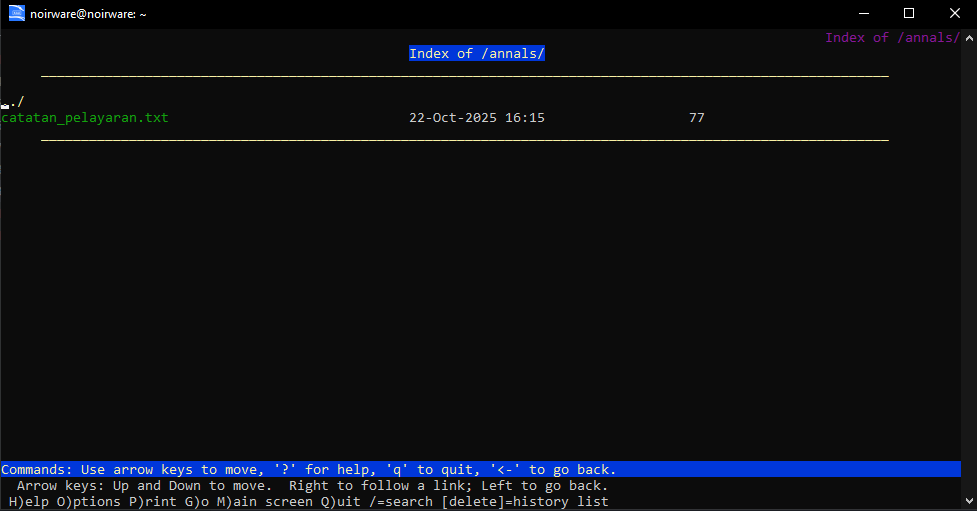 noirware@noirware: ~
Index of /annals/
Index of /annals/
../
catatan_pelayaran.txt 22-Oct-2025 16:15 77
Commands: Use arrow keys to move, '?' for help, 'q' to quit, '<-' to go back.
Arrow keys: Up and Down to move. Right to follow a link; Left to go back.
H)elp O)ptions P)rint G)o M)ain screen Q)uit /=search [delete]=history list